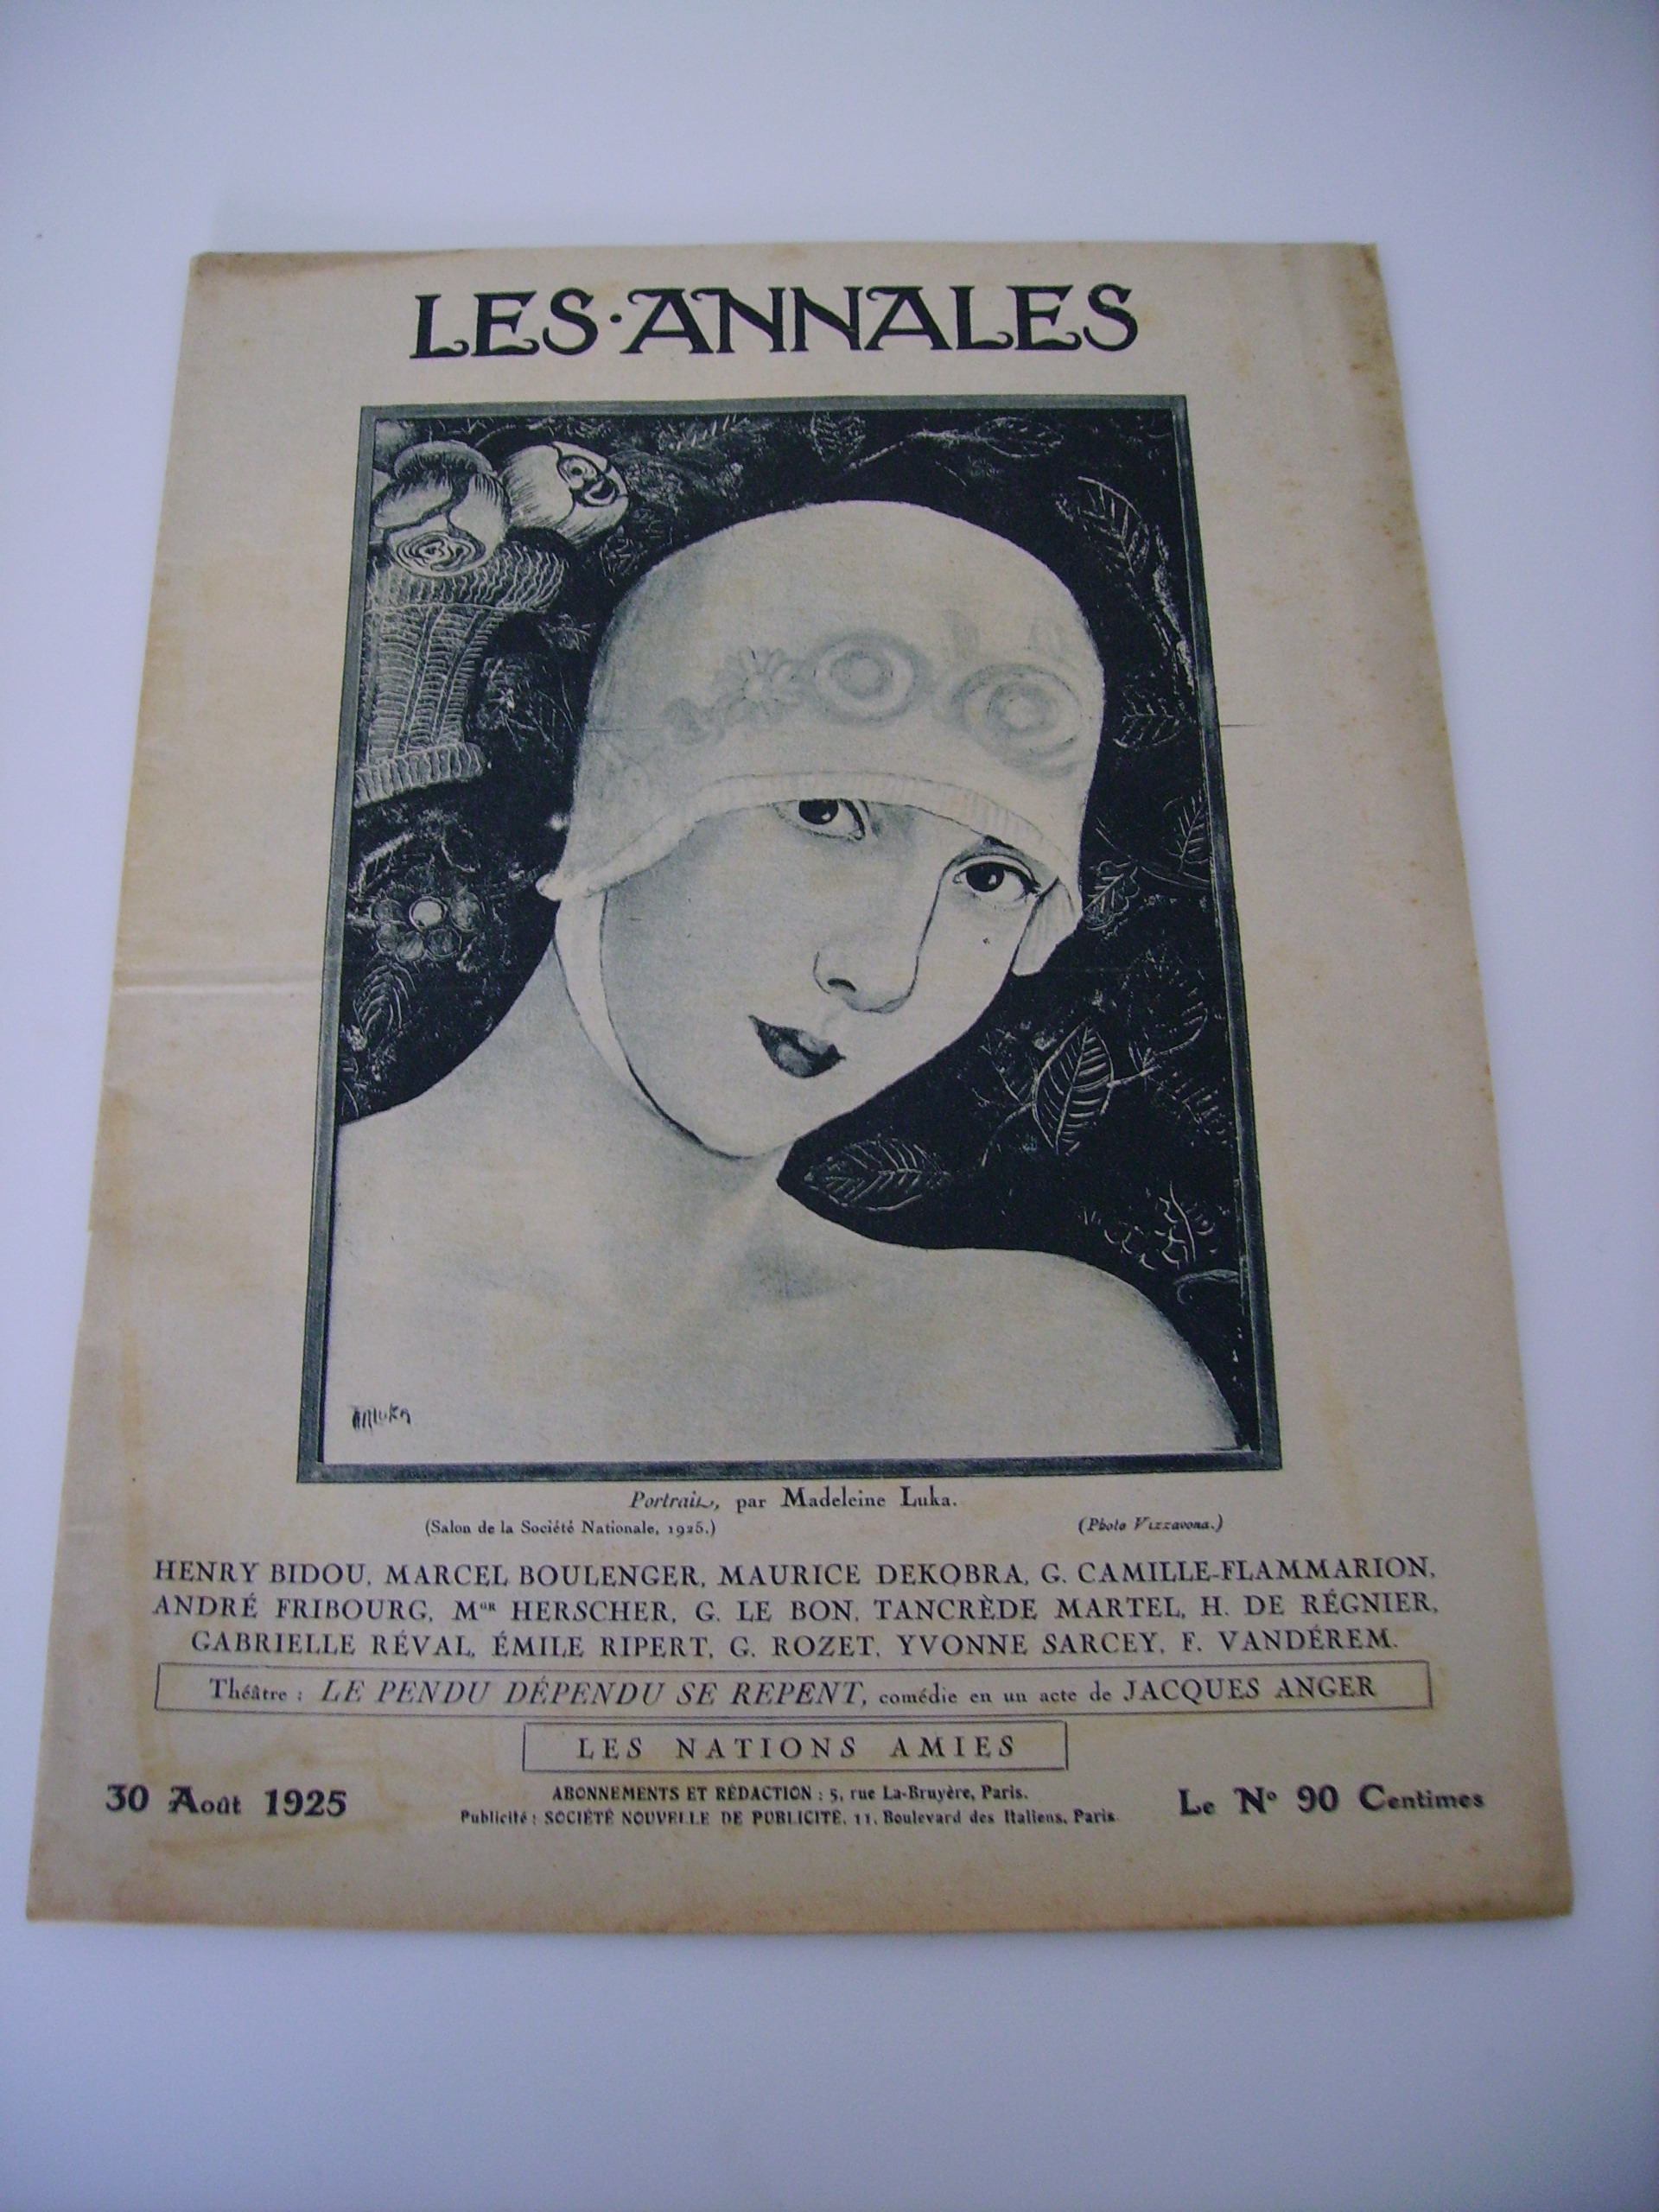 LES·ANNALES
Portrait, par Madeleine Luka.
(Salon de la Société Nationale, 1925.) (Photo Vizzavona.)
HENRY BIDOU, MARCEL BOULENGER, MAURICE DEKOBRA, G. CAMILLE-FLAMMARION,
ANDRÉ FRIBOURG, Mᴳᴿ HERSCHER, G. LE BON, TANCRÈDE MARTEL, H. DE RÉGNIER,
GABRIELLE RÉVAL, ÉMILE RIPERT, G. ROZET, YVONNE SARCEY, F. VANDÉREM.
Théâtre : LE PENDU DÉPENDU SE REPENT, comédie en un acte de JACQUES ANGER
LES NATIONS AMIES
30 Août 1925
ABONNEMENTS ET RÉDACTION : 5, rue La-Bruyère, Paris.
Publicité : SOCIÉTÉ NOUVELLE DE PUBLICITÉ, 11, Boulevard des Italiens, Paris
Le Nº 90 Centimes